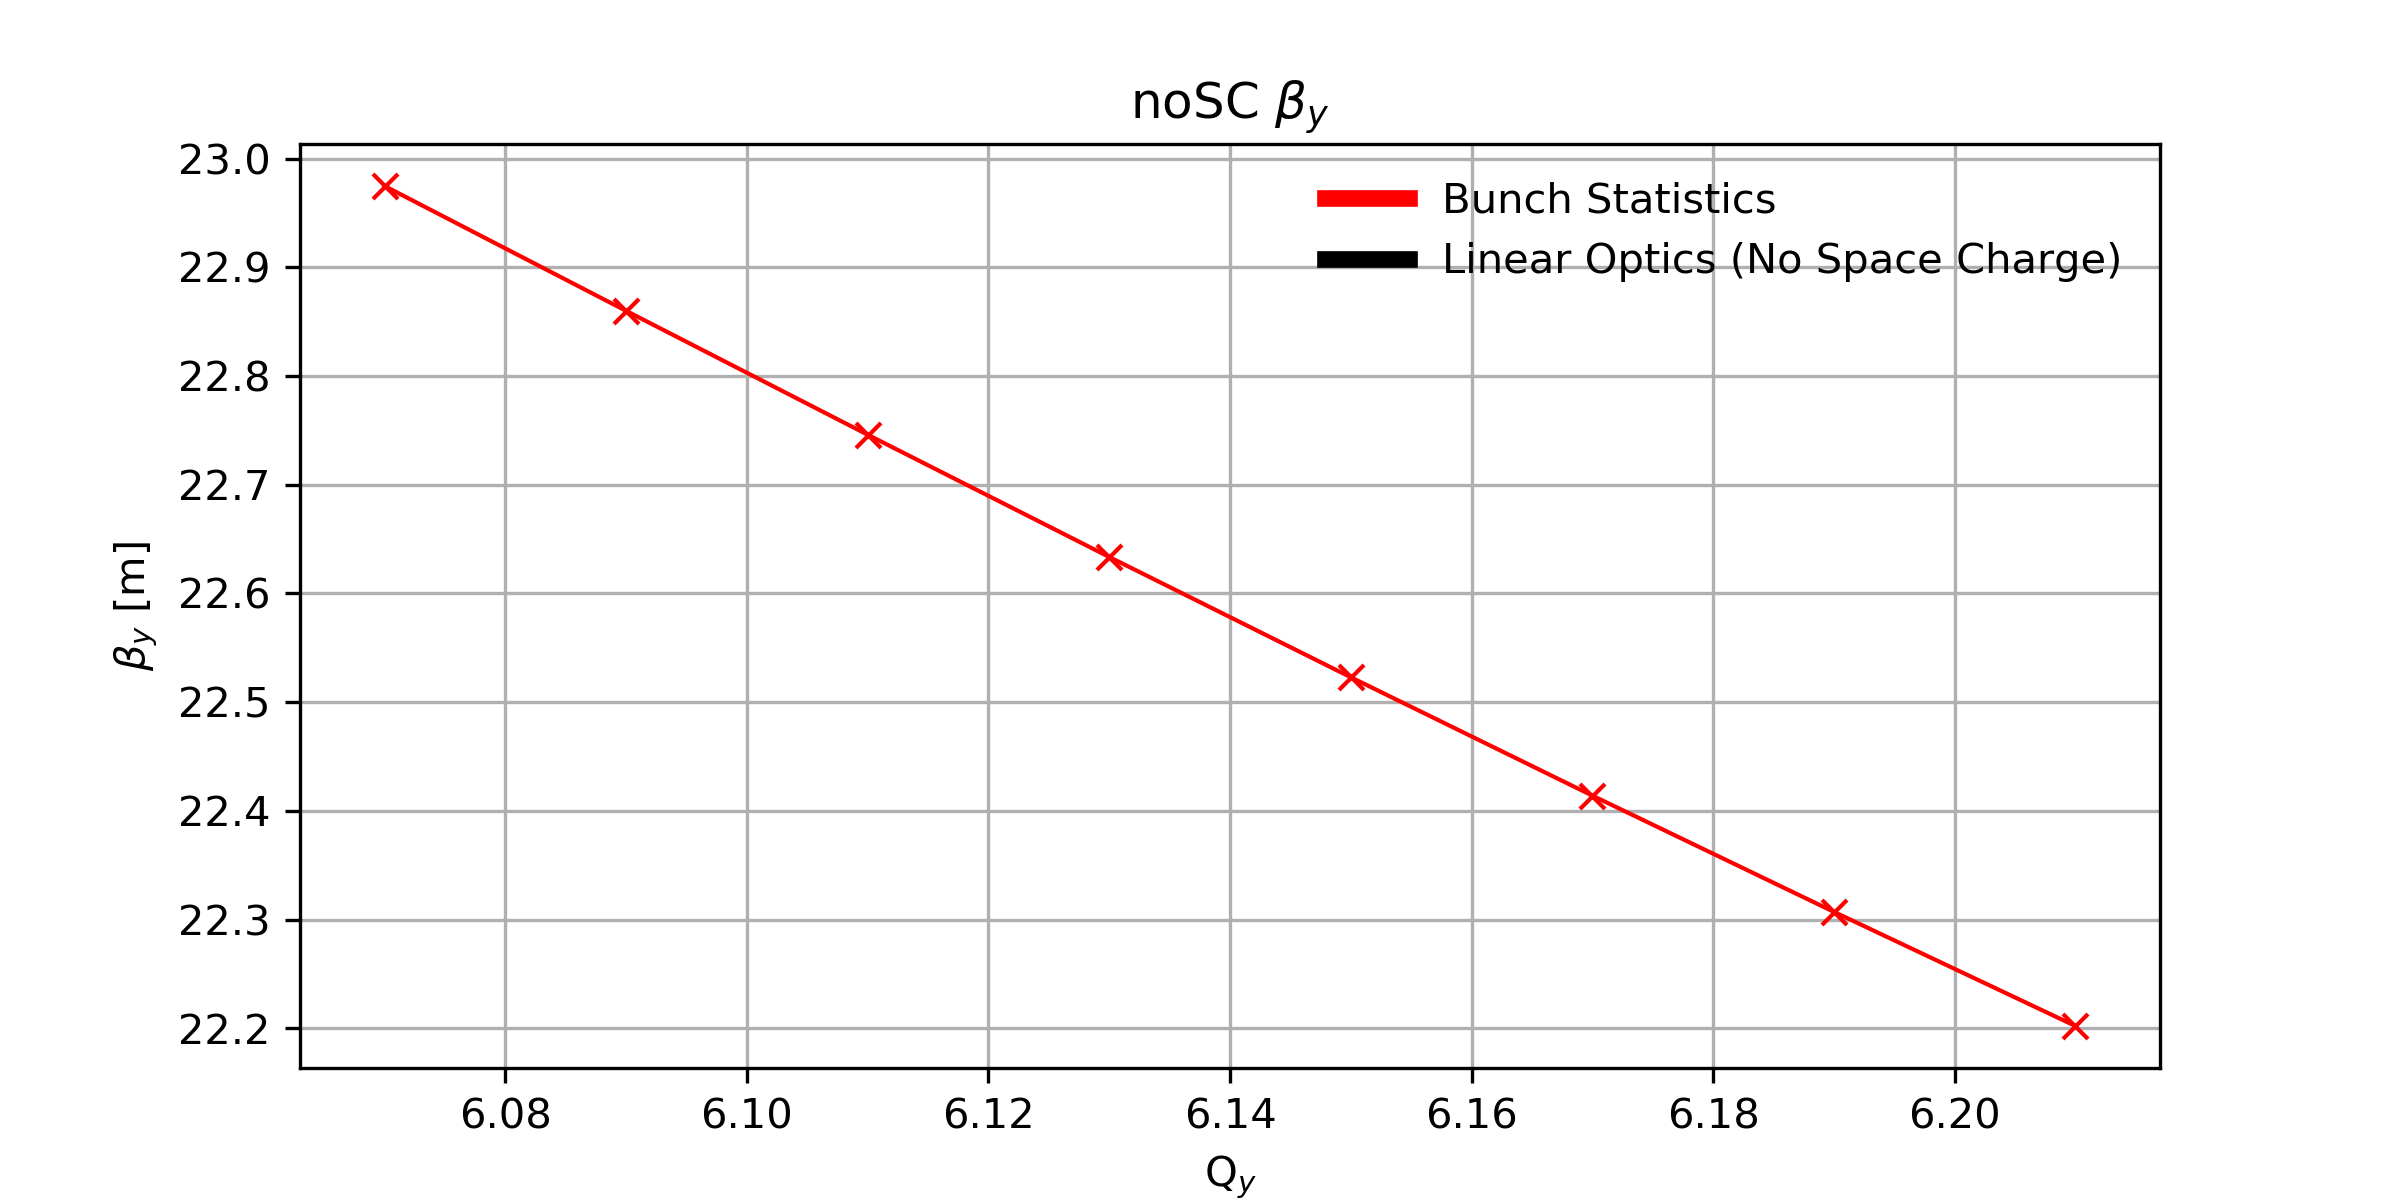 noSC βy
23.0
22.9
22.8
22.7
22.6
22.5
22.4
22.3
22.2
βy [m]
Bunch Statistics
Linear Optics (No Space Charge)
6.08 6.10 6.12 6.14 6.16 6.18 6.20
Qy